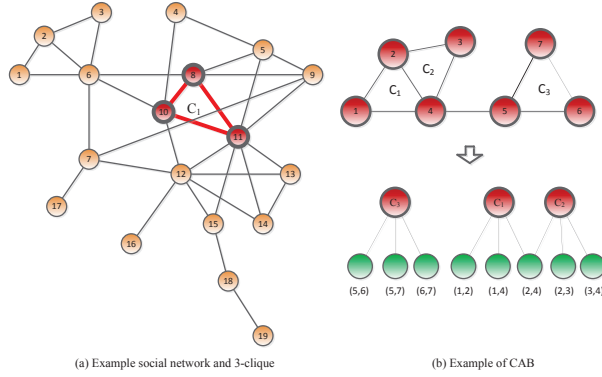 3
4
2
5
1
6
8
9
10
C1
11
7
12
13
17
15
14
16
18
19
(a) Example social network and 3-clique
3
7
2
C2
C1
C3
1
4
5
6
C3
C1
C2
(5,6) (5,7) (6,7) (1,2) (1,4) (2,4) (2,3) (3,4)
(b) Example of CAB